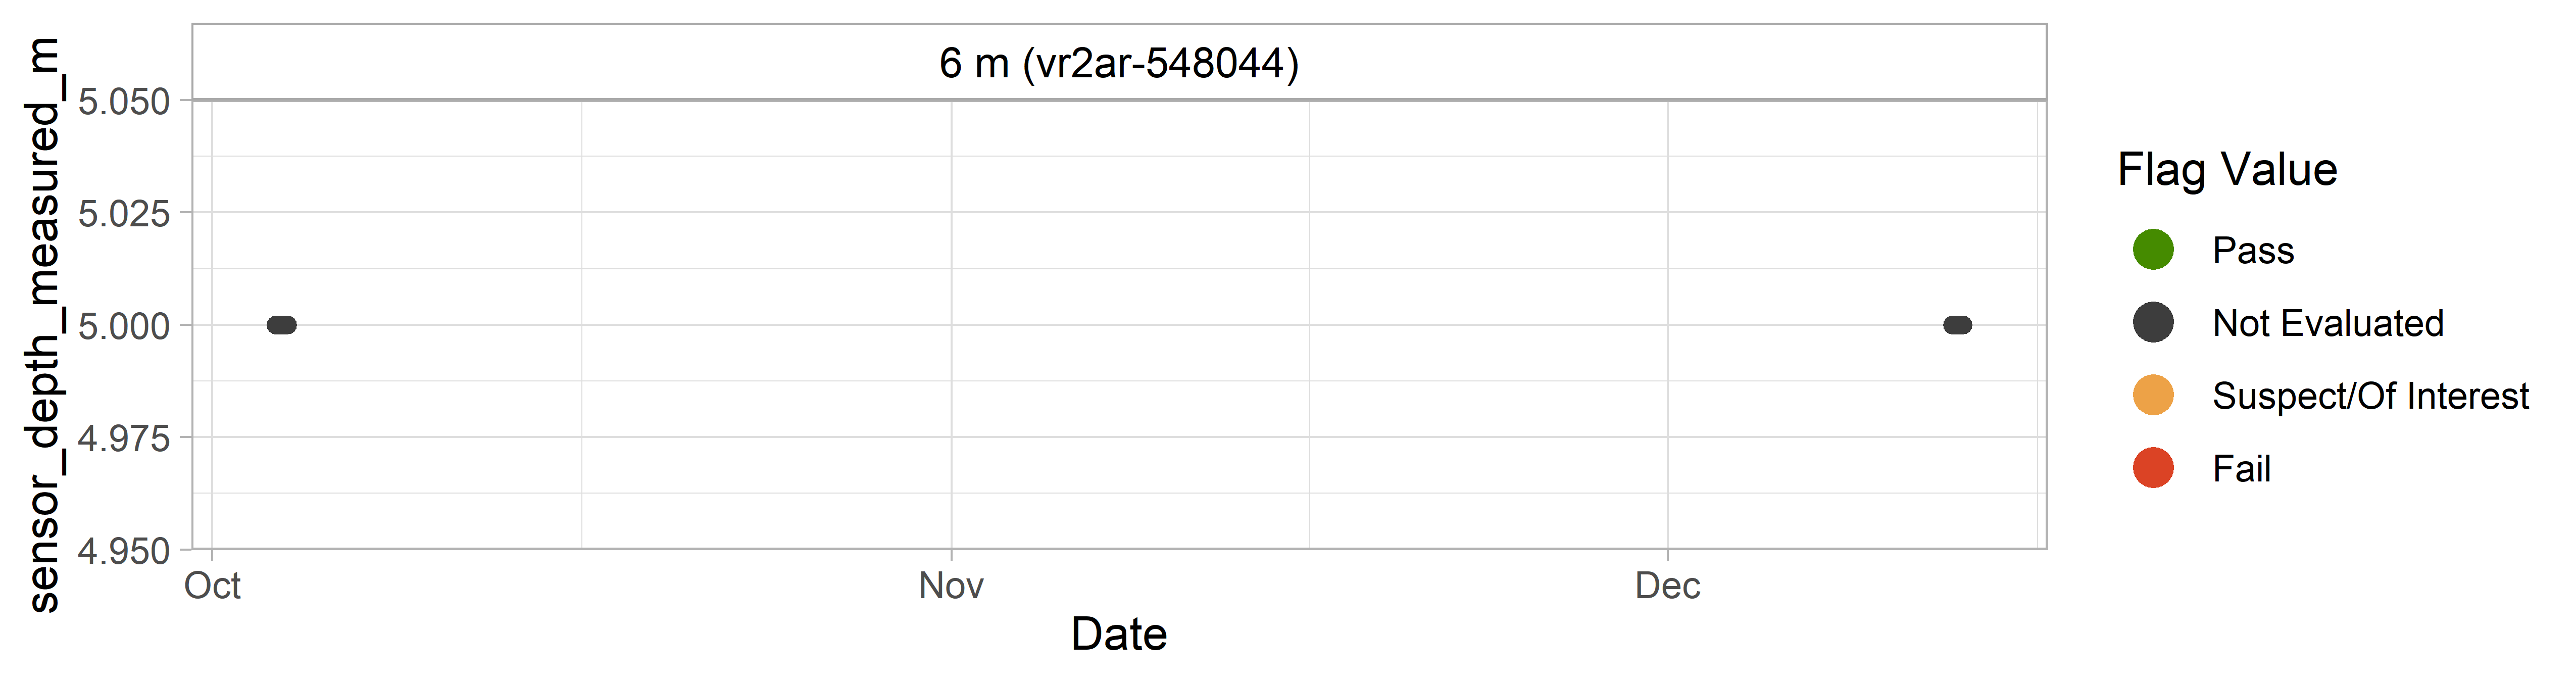 6 m (vr2ar-548044)
sensor_depth_measured_m
5.050
5.025
5.000
4.975
4.950
Oct
Nov
Dec
Date
Flag Value
Pass
Not Evaluated
Suspect/Of Interest
Fail